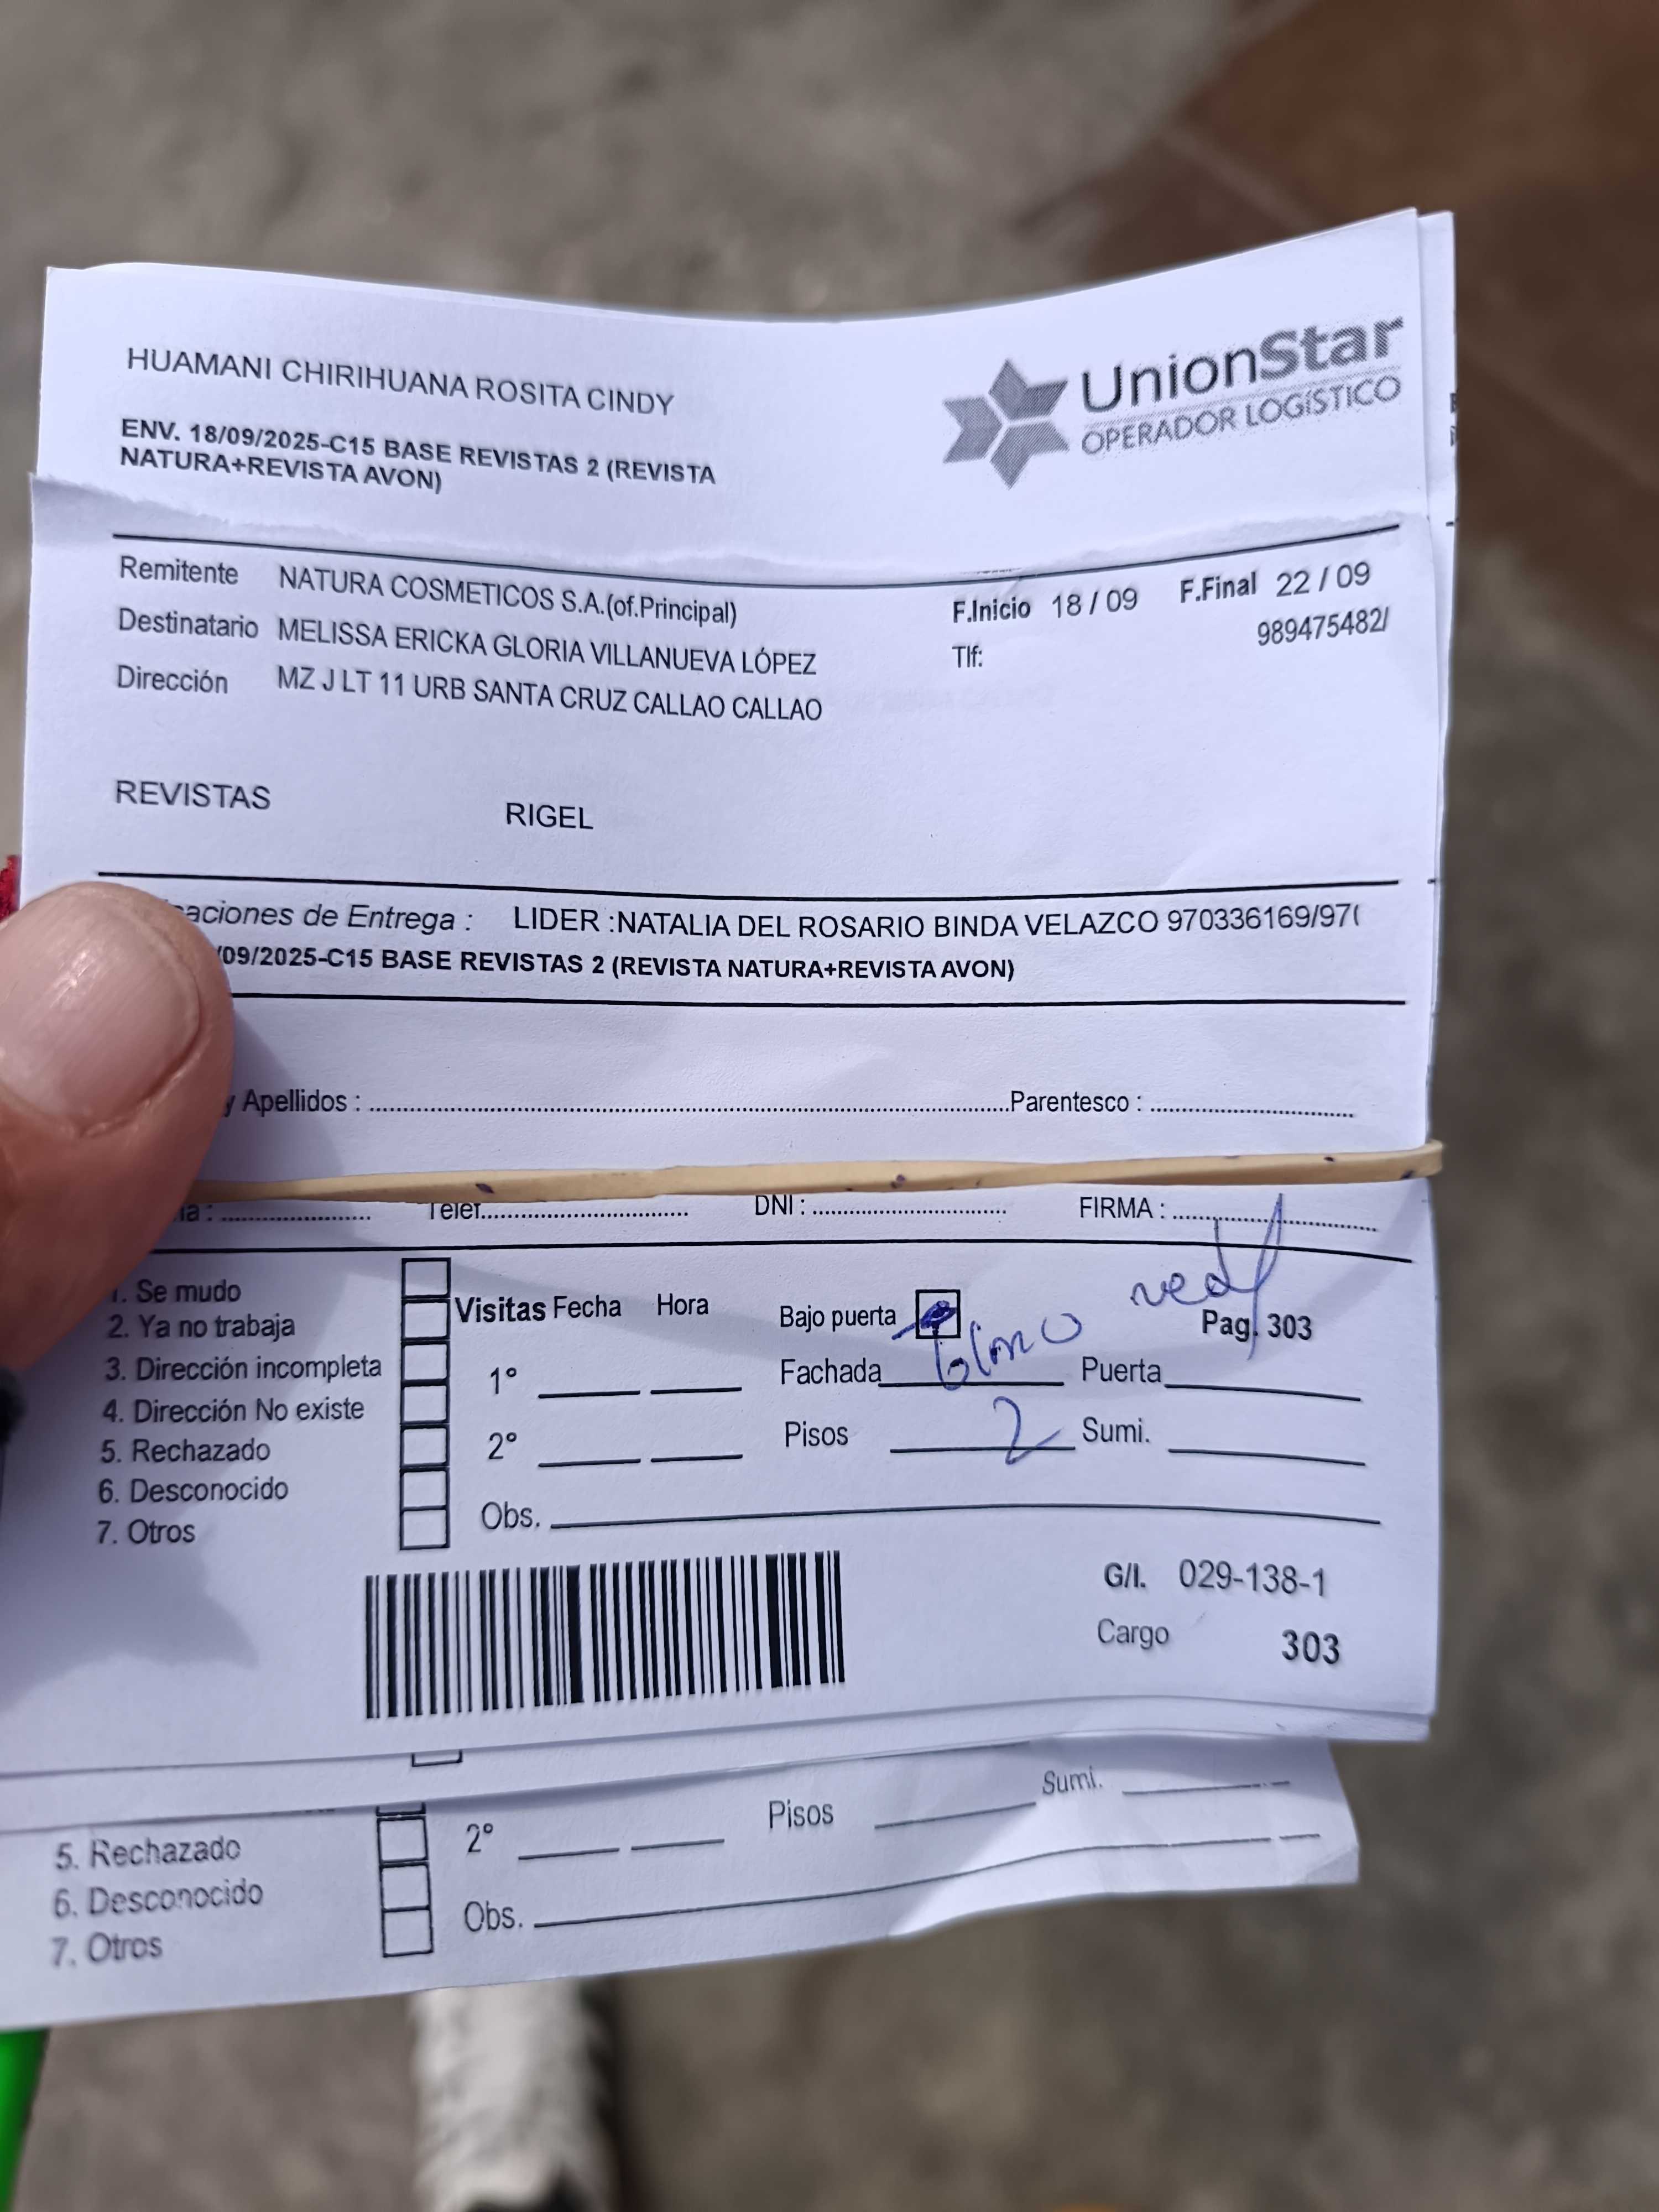 HUAMANI CHIRIHUANA ROSITA CINDY
UnionStar
OPERADOR LOGÍSTICO
ENV. 18/09/2025-C15 BASE REVISTAS 2 (REVISTA
NATURA+REVISTA AVON)
Remitente NATURA COSMETICOS S.A.(of.Principal) F.Inicio 18 / 09 F.Final 22 / 09
Destinatario MELISSA ERICKA GLORIA VILLANUEVA LÓPEZ Tlf: 989475482/
Dirección MZ J LT 11 URB SANTA CRUZ CALLAO CALLAO
REVISTAS RIGEL
aciones de Entrega : LIDER :NATALIA DEL ROSARIO BINDA VELAZCO 970336169/97(
/09/2025-C15 BASE REVISTAS 2 (REVISTA NATURA+REVISTA AVON)
y Apellidos : Parentesco :
Telef. DNI : FIRMA :
1. Se mudo
2. Ya no trabaja
3. Dirección incompleta
4. Dirección No existe
5. Rechazado
6. Desconocido
7. Otros
Visitas Fecha Hora
1°
2°
Obs.
Bajo puerta Pag. 303
Fachada Puerta
Pisos 2 Sumi.
G/I. 029-138-1
Cargo 303
5. Rechazado
6. Desconocido
7. Otros
2° Pisos Sumi.
Obs.